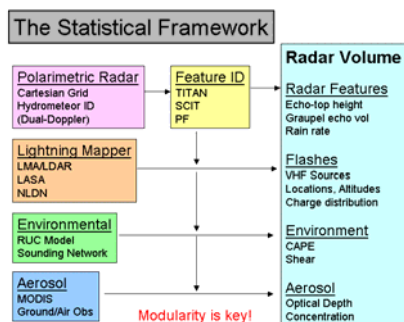 The Statistical Framework
Polarimetric Radar
Cartesian Grid
Hydrometeor ID
(Dual-Doppler)
Feature ID
TITAN
SCIT
PF
Lightning Mapper
LMA/LDAR
LASA
NLDN
Environmental
RUC Model
Sounding Network
Aerosol
MODIS
Ground/Air Obs
Modularity is key!
Radar Volume
Radar Features
Echo-top height
Graupel echo vol
Rain rate
Flashes
VHF Sources
Locations, Altitudes
Charge distribution
Environment
CAPE
Shear
Aerosol
Optical Depth
Concentration